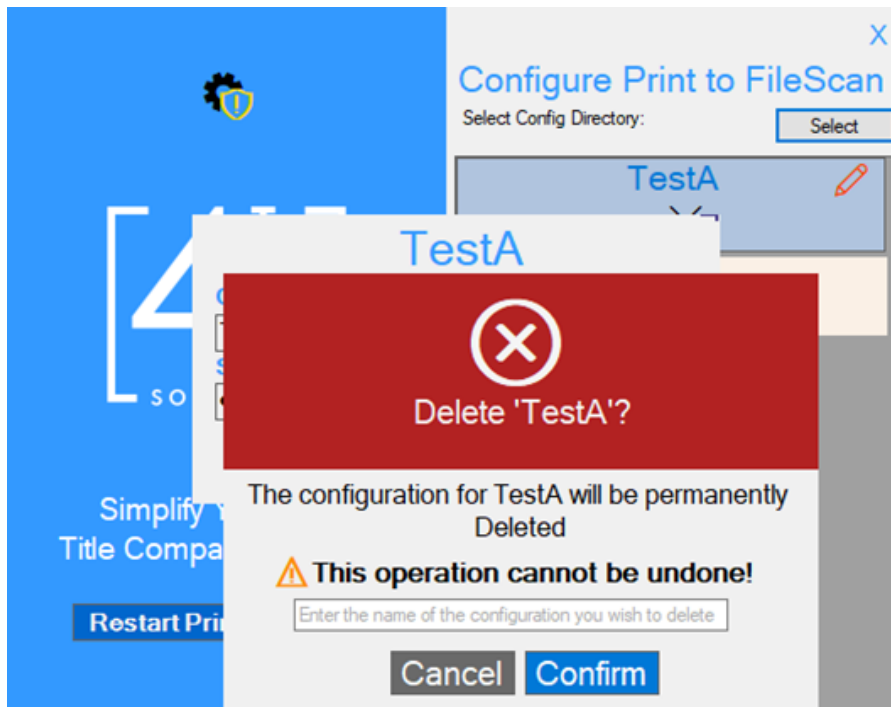 X
Configure Print to FileScan
Select Config Directory:
Select
TestA
SO
Simplify
Title Compa
Restart Pri
TestA
Delete 'TestA'?
The configuration for TestA will be permanently
Deleted
This operation cannot be undone!
Enter the name of the configuration you wish to delete
Cancel
Confirm